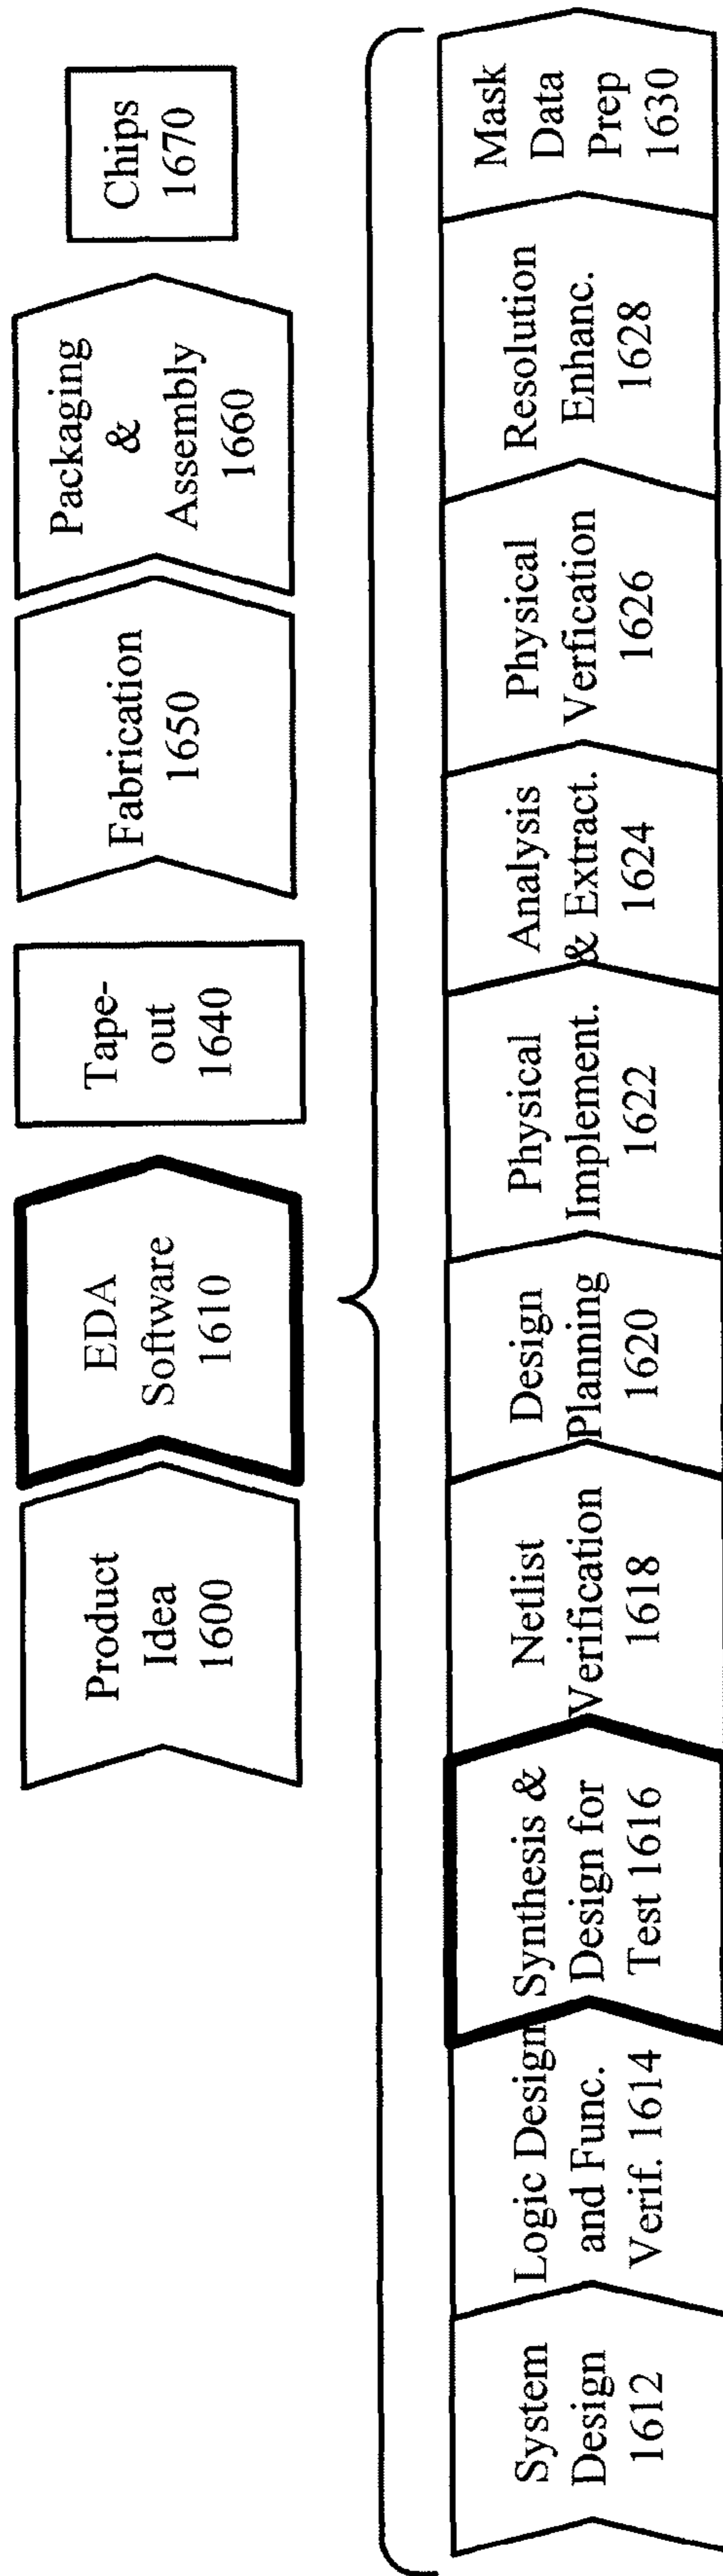 Product
Idea
1600
EDA
Software
1610
Tape-
out
1640
Fabrication
1650
Packaging
&
Assembly
1660
Chips
1670
System
Design
1612
Logic Design
and Func.
Verif. 1614
Synthesis &
Design for
Test 1616
Netlist
Verification
1618
Design
Planning
1620
Physical
Implement.
1622
Analysis
& Extract.
1624
Physical
Verfication
1626
Resolution
Enhanc.
1628
Mask
Data
Prep
1630